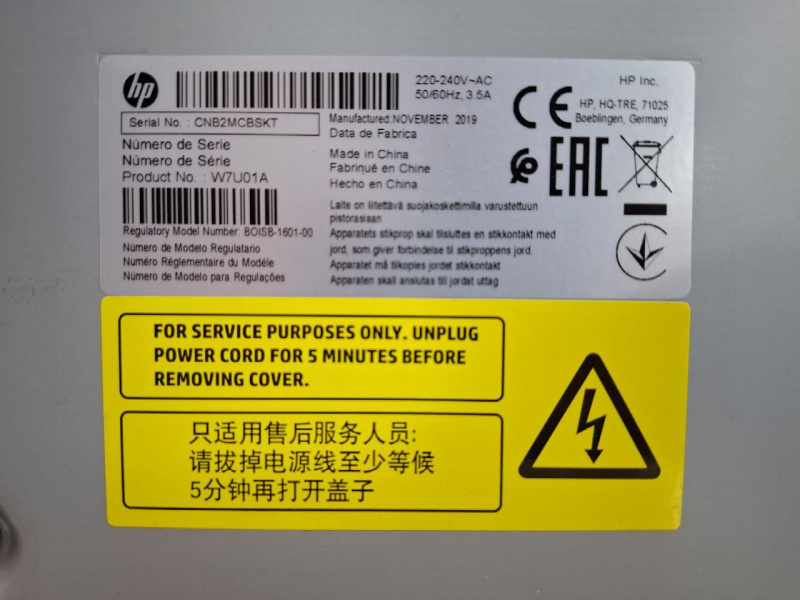 hp
220-240V~AC
50/60Hz, 3.5A
HP Inc.
HP, HQ-TRE, 71025
Boeblingen, Germany
CE
EAC
Serial No. : CNB2MCBSKT
Número de Serie
Número de Série
Product No. : W7U01A
Manufactured:NOVEMBER 2019
Data de Fabrica
Made in China
Fabriqué en Chine
Hecho en China
Regulatory Model Number: BOISB-1601-00
Número de Modelo Regulatario
Número Réglementaire du Modèle
Número de Modelo para Regulações
Laite on liitettävä suojakoskettimilla varustettuun
pistorasiaan
Apparatets stikprop skal tilsluttes en stikkontakt med
jord, som giver forbindelse til stikproppens jord.
Apparatet må tilkoples jordet stikkontakt
Apparaten skall anslutas till jordat uttag
FOR SERVICE PURPOSES ONLY. UNPLUG
POWER CORD FOR 5 MINUTES BEFORE
REMOVING COVER.
只适用售后服务人员:
请拔掉电源线至少等候
5分钟再打开盖子